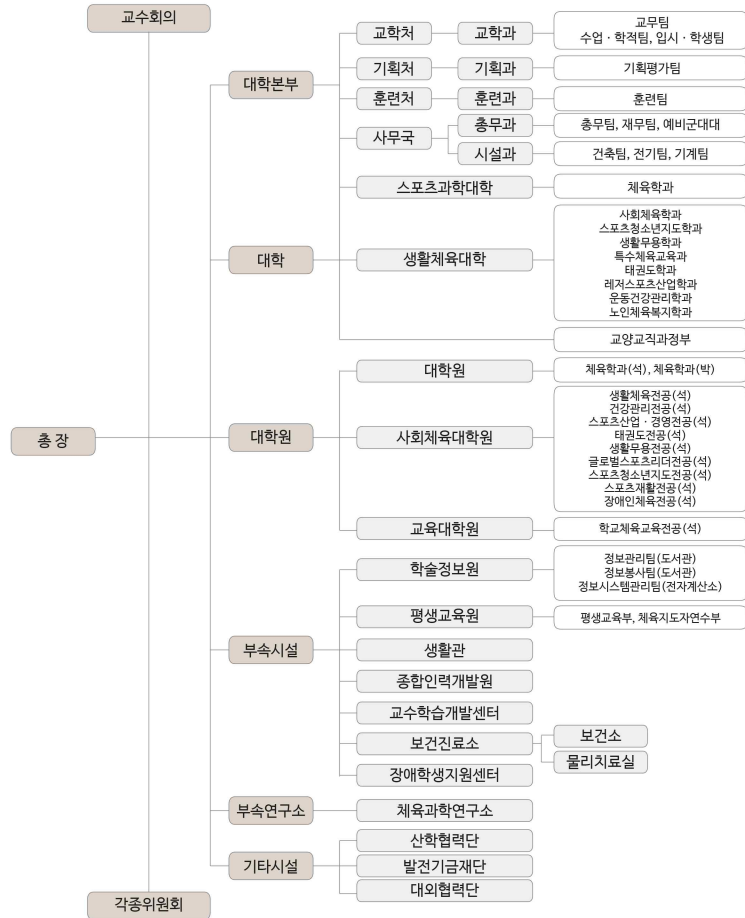 교수회의
대학본부
교학처
교학과
교무팀
수업 · 학적팀, 입시 · 학생팀
기획처
기획과
기획평가팀
훈련처
훈련과
훈련팀
사무국
총무과
총무팀, 재무팀, 예비군대대
시설과
건축팀, 전기팀, 기계팀
대학
스포츠과학대학
체육학과
생활체육대학
사회체육학과
스포츠청소년지도학과
생활무용학과
특수체육교육과
태권도학과
레저스포츠산업학과
운동건강관리학과
노인체육복지학과
교양교직과정부
총 장
대학원
대학원
체육학과(석), 체육학과(박)
사회체육대학원
생활체육전공(석)
건강관리전공(석)
스포츠산업 · 경영전공(석)
태권도전공(석)
생활무용전공(석)
글로벌스포츠리더전공(석)
스포츠청소년지도전공(석)
스포츠재활전공(석)
장애인체육전공(석)
교육대학원
학교체육교육전공(석)
부속시설
학술정보원
정보관리팀(도서관)
정보봉사팀(도서관)
정보시스템관리팀(전자계산소)
평생교육원
평생교육부, 체육지도자연수부
생활관
종합인력개발원
교수학습개발센터
보건진료소
보건소
물리치료실
장애학생지원센터
부속연구소
체육과학연구소
기타시설
산학협력단
발전기금재단
대외협력단
각종위원회